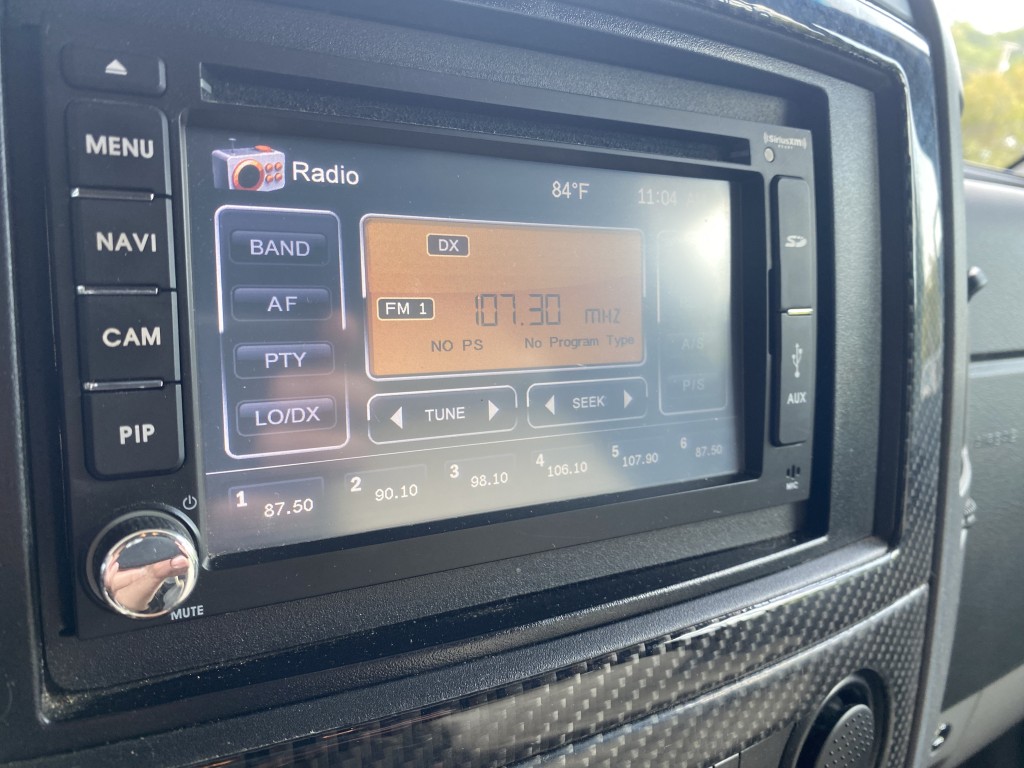 MENU
NAVI
CAM
PIP
MUTE
Radio
84°F
11:04
BAND
AF
PTY
LO/DX
DX
FM 1
107.30 MHZ
NO PS
No Program Type
TUNE
SEEK
A/S
P/S
1 87.50
2 90.10
3 98.10
4 106.10
5 107.90
6 87.50
SiriusXM
SD
AUX
MIC